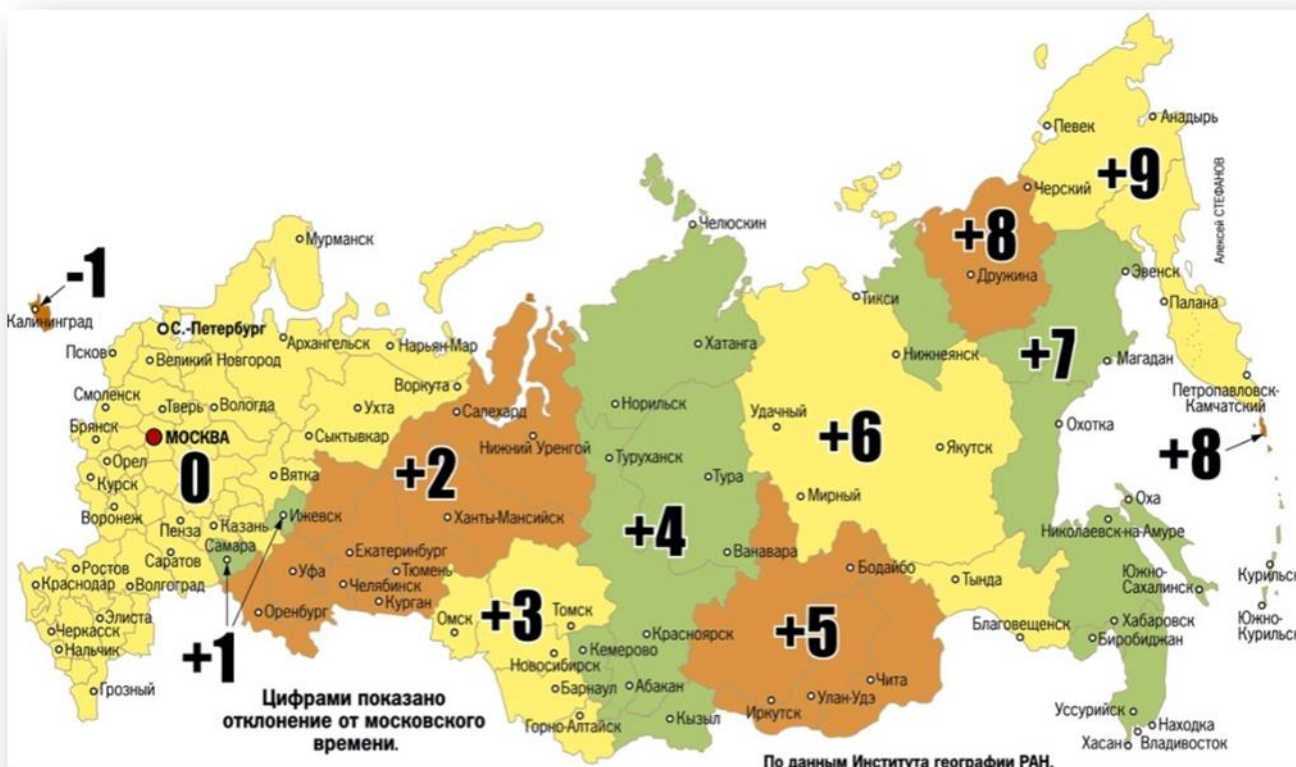 Певек
Анадырь
+9
Алексей СТЕФАНОВ
Черский
+8
Дружина
Челюскин
Мурманск
-1
Калининград
Эвенск
Палана
Тикси
С.-Петербург
Архангельск
Нарьян-Мар
Хатанга
Нижнеянск
+7
Магадан
Псков
Великий Новгород
Воркута
Петропавловск-
Камчатский
Смоленск
Тверь
Вологда
Ухта
Салехард
Норильск
Удачный
+6
Охотка
Брянск
МОСКВА
Сыктывкар
Нижний Уренгой
Якутск
+8
Орел
0
Вятка
+2
Туруханск
Тура
Курск
Мирный
Оха
Воронеж
Пенза
Казань
Ижевск
Ханты-Мансийск
+4
Николаевск-на-Амуре
Самара
Саратов
Екатеринбург
Ванавара
Бодайбо
Ростов
Уфа
Тюмень
Тында
Южно-
Сахалинск
Курильск
Краснодар
Волгоград
Челябинск
Курган
Оренбург
Элиста
Омск
+3
Томск
Красноярск
+5
Благовещенск
Хабаровск
Южно-
Курильск
Черкасск
Биробиджан
Нальчик
+1
Новосибирск
Кемерово
Грозный
Барнаул
Абакан
Чита
Улан-Удэ
Иркутск
Горно-Алтайск
Кызыл
Уссурийск
Находка
Хасан
Владивосток
Цифрами показано
отклонение от московского
времени.
По данным Института географии РАН.